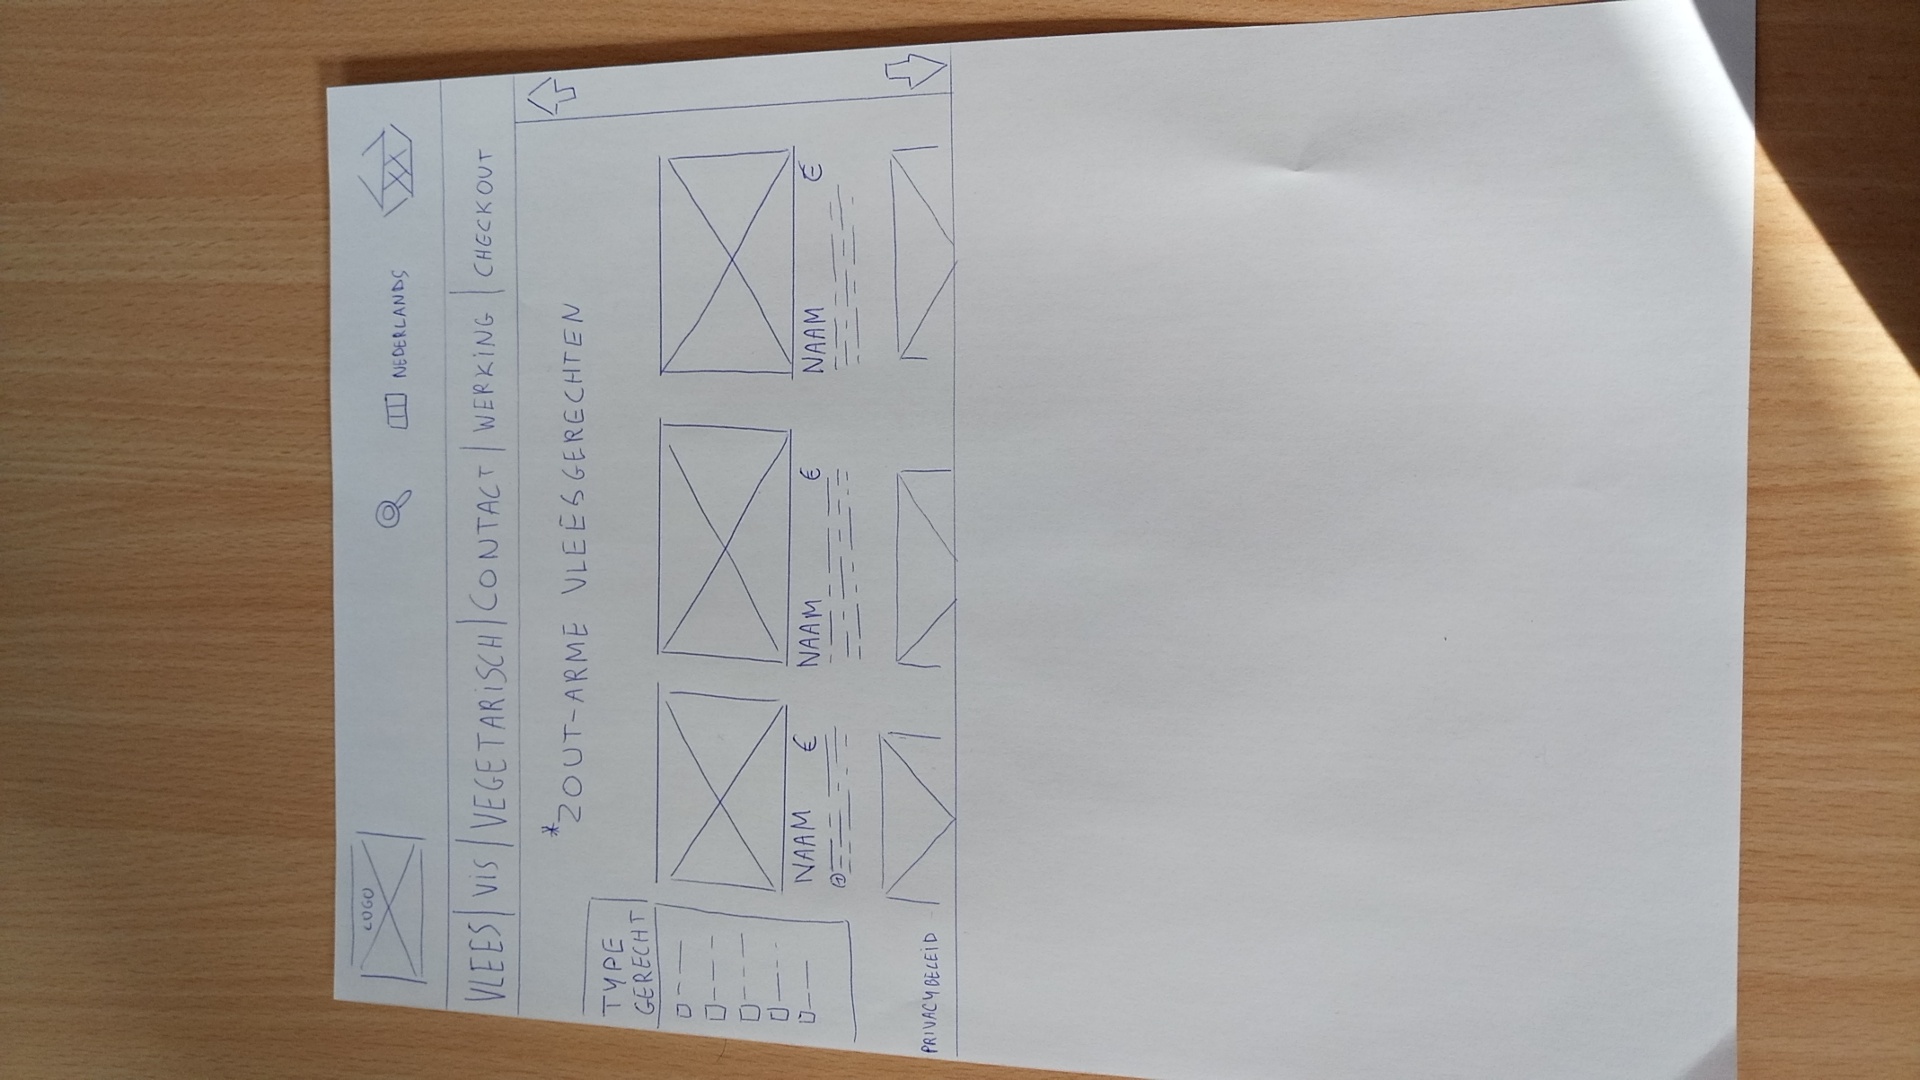 LOGO
NEDERLANDS
VLEES | VIS | VEGETARISCH | CONTACT | WERKING | CHECKOUT
*ZOUT-ARME VLEESGERECHTEN
TYPE
GERECHT
NAAM €
NAAM €
NAAM €
PRIVACYBELEID